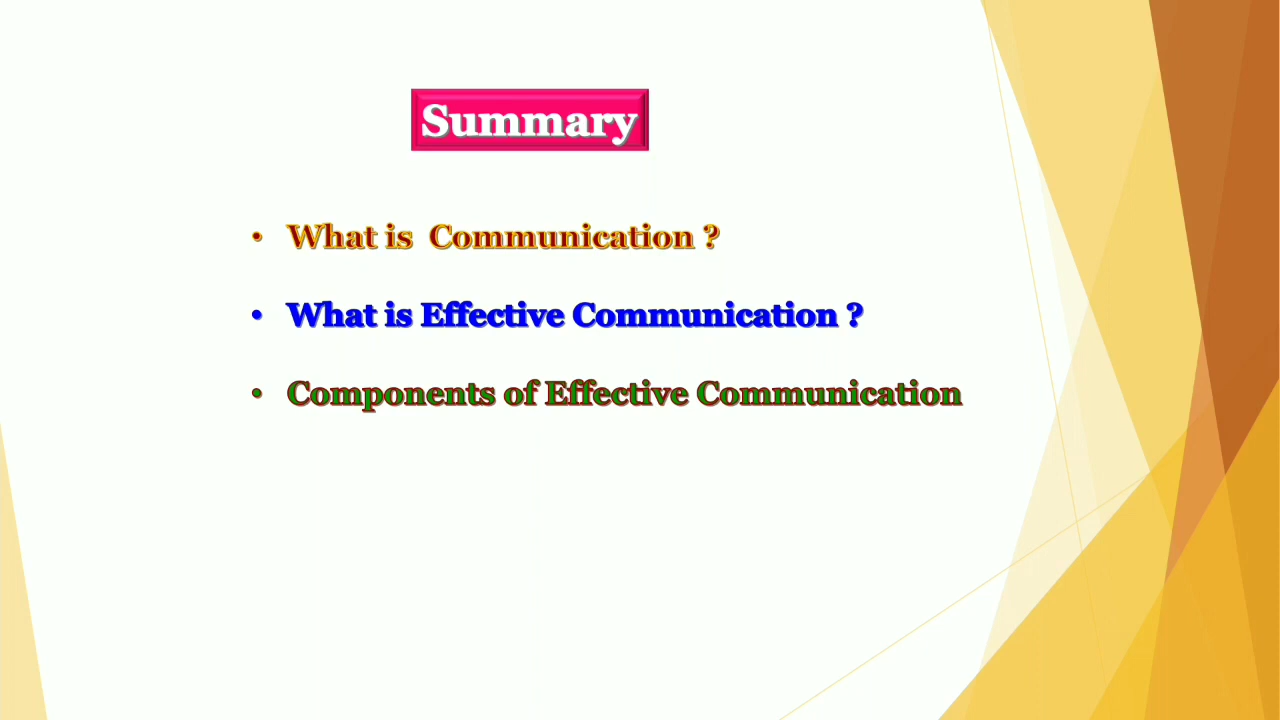 Summary
• What is Communication ?
• What is Effective Communication ?
• Components of Effective Communication